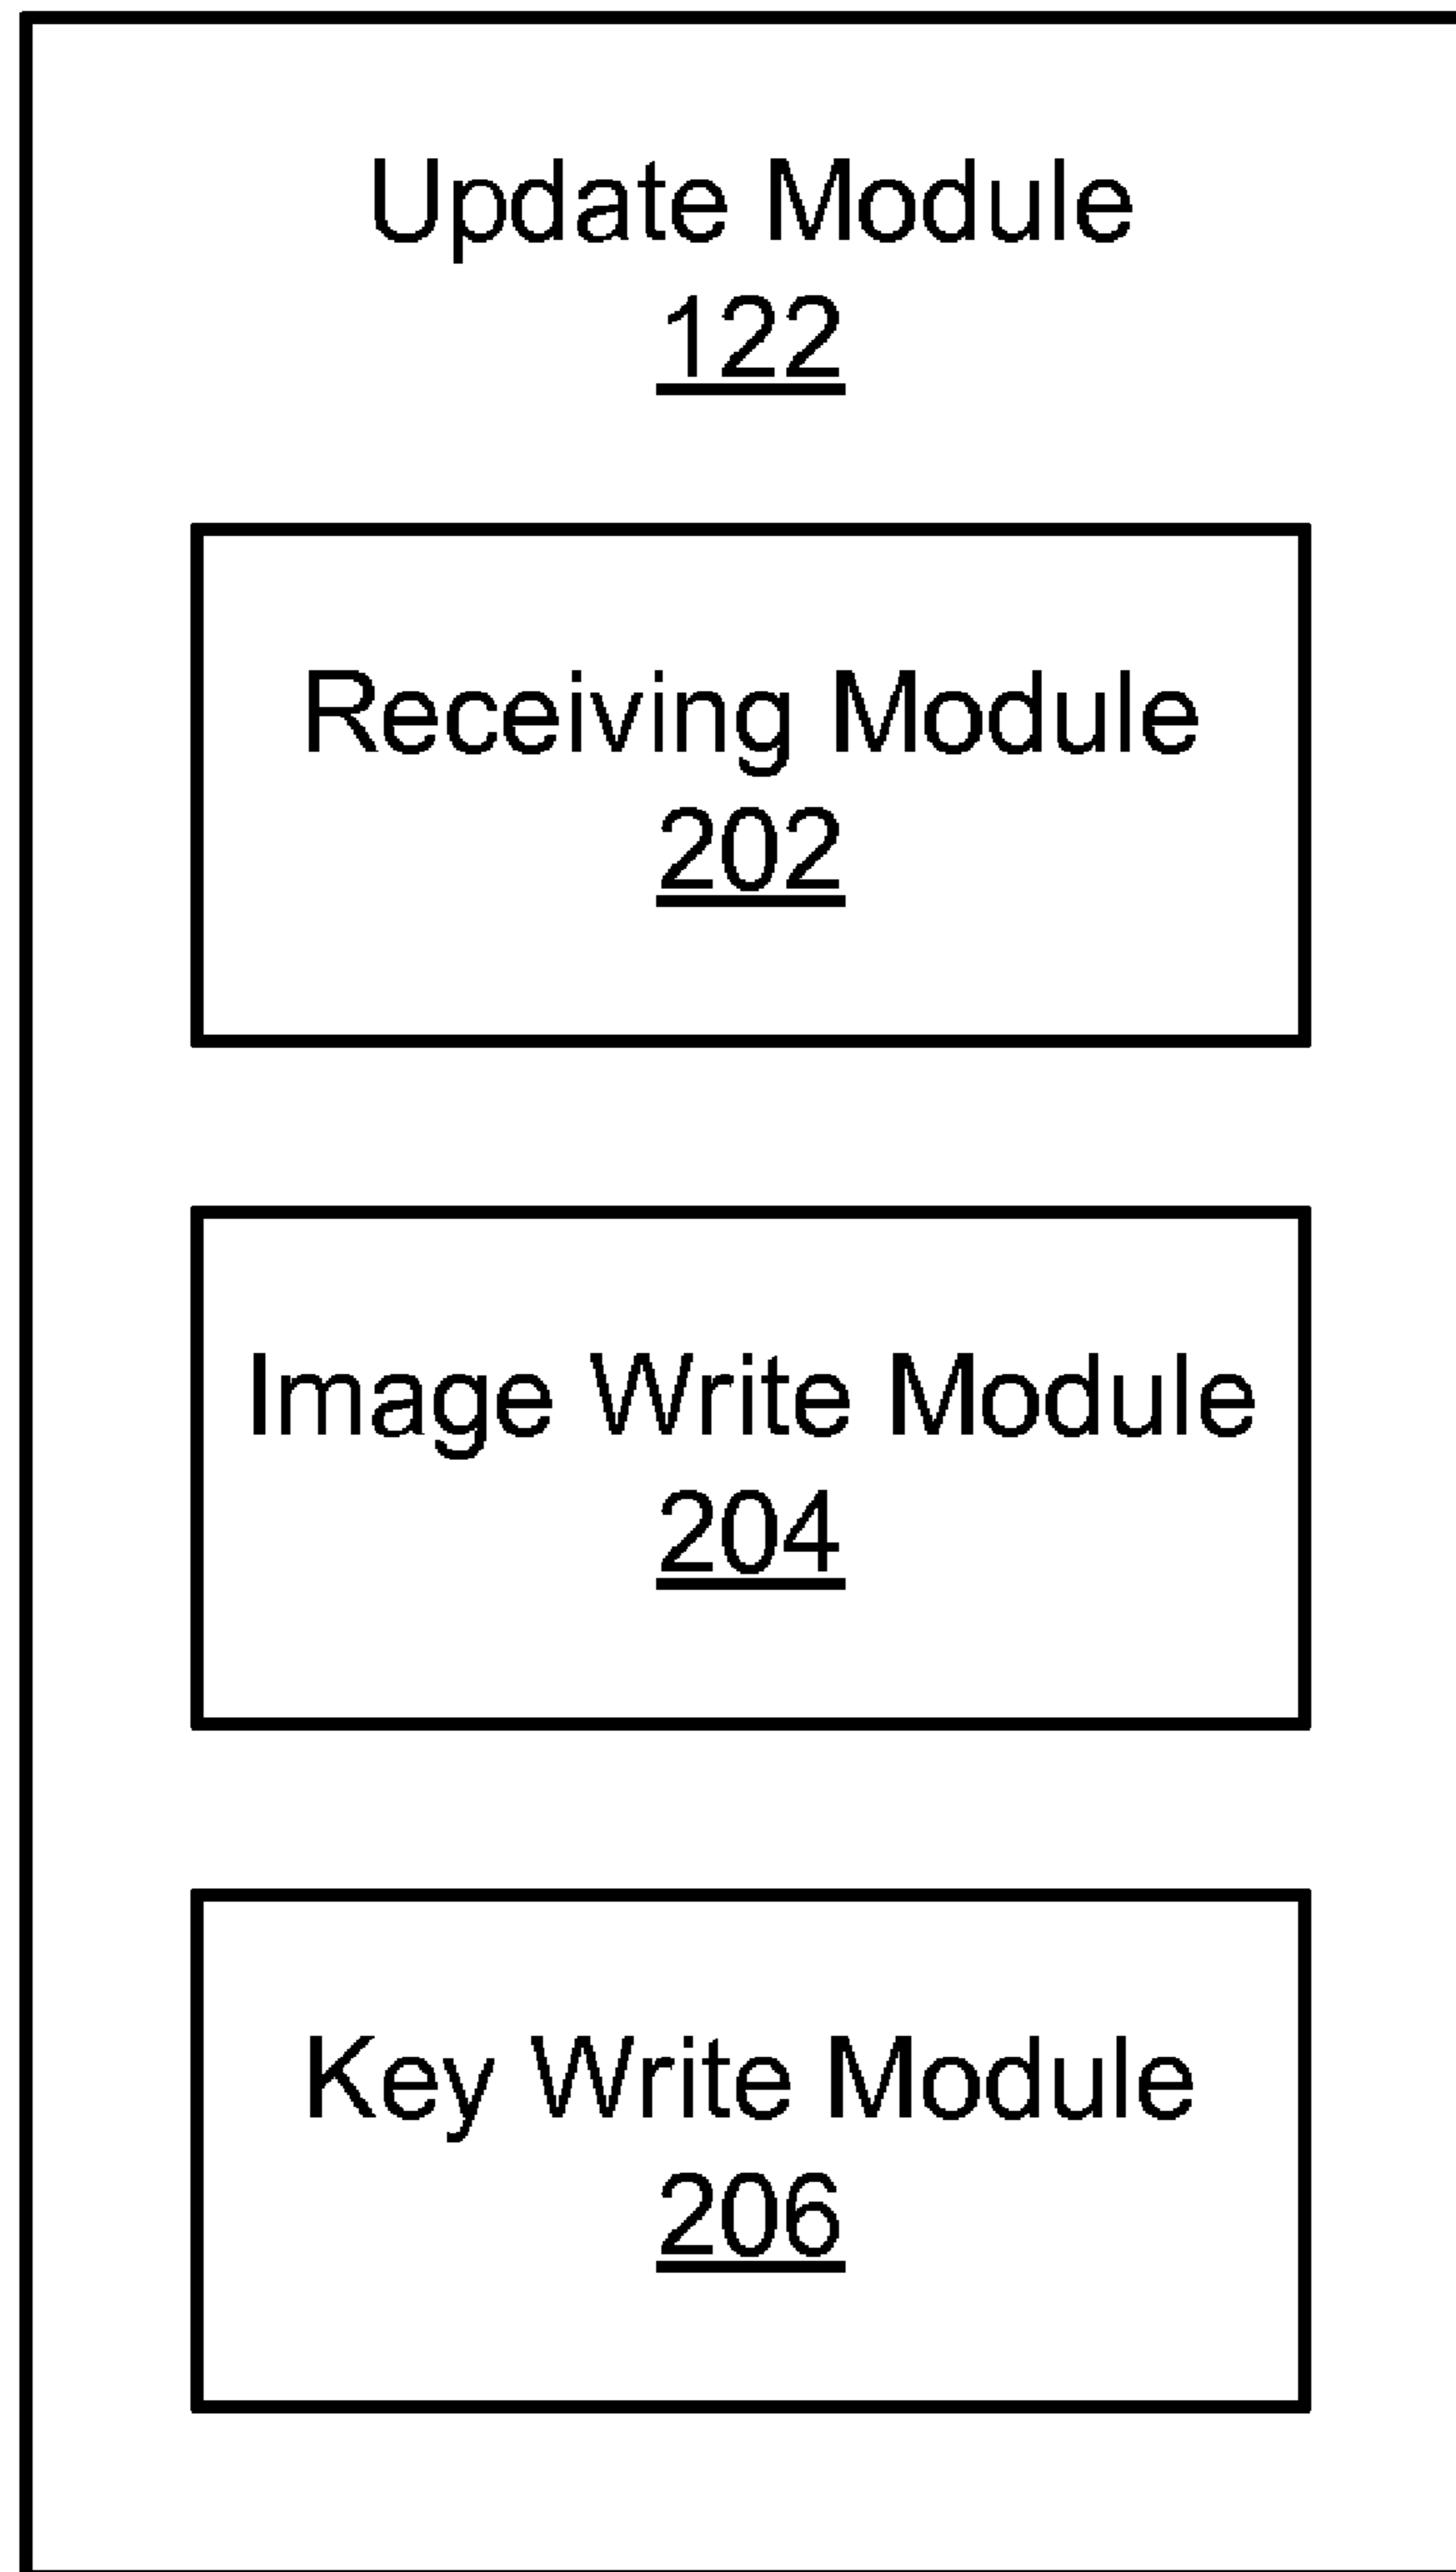 Update Module
122
Receiving Module
202
Image Write Module
204
Key Write Module
206